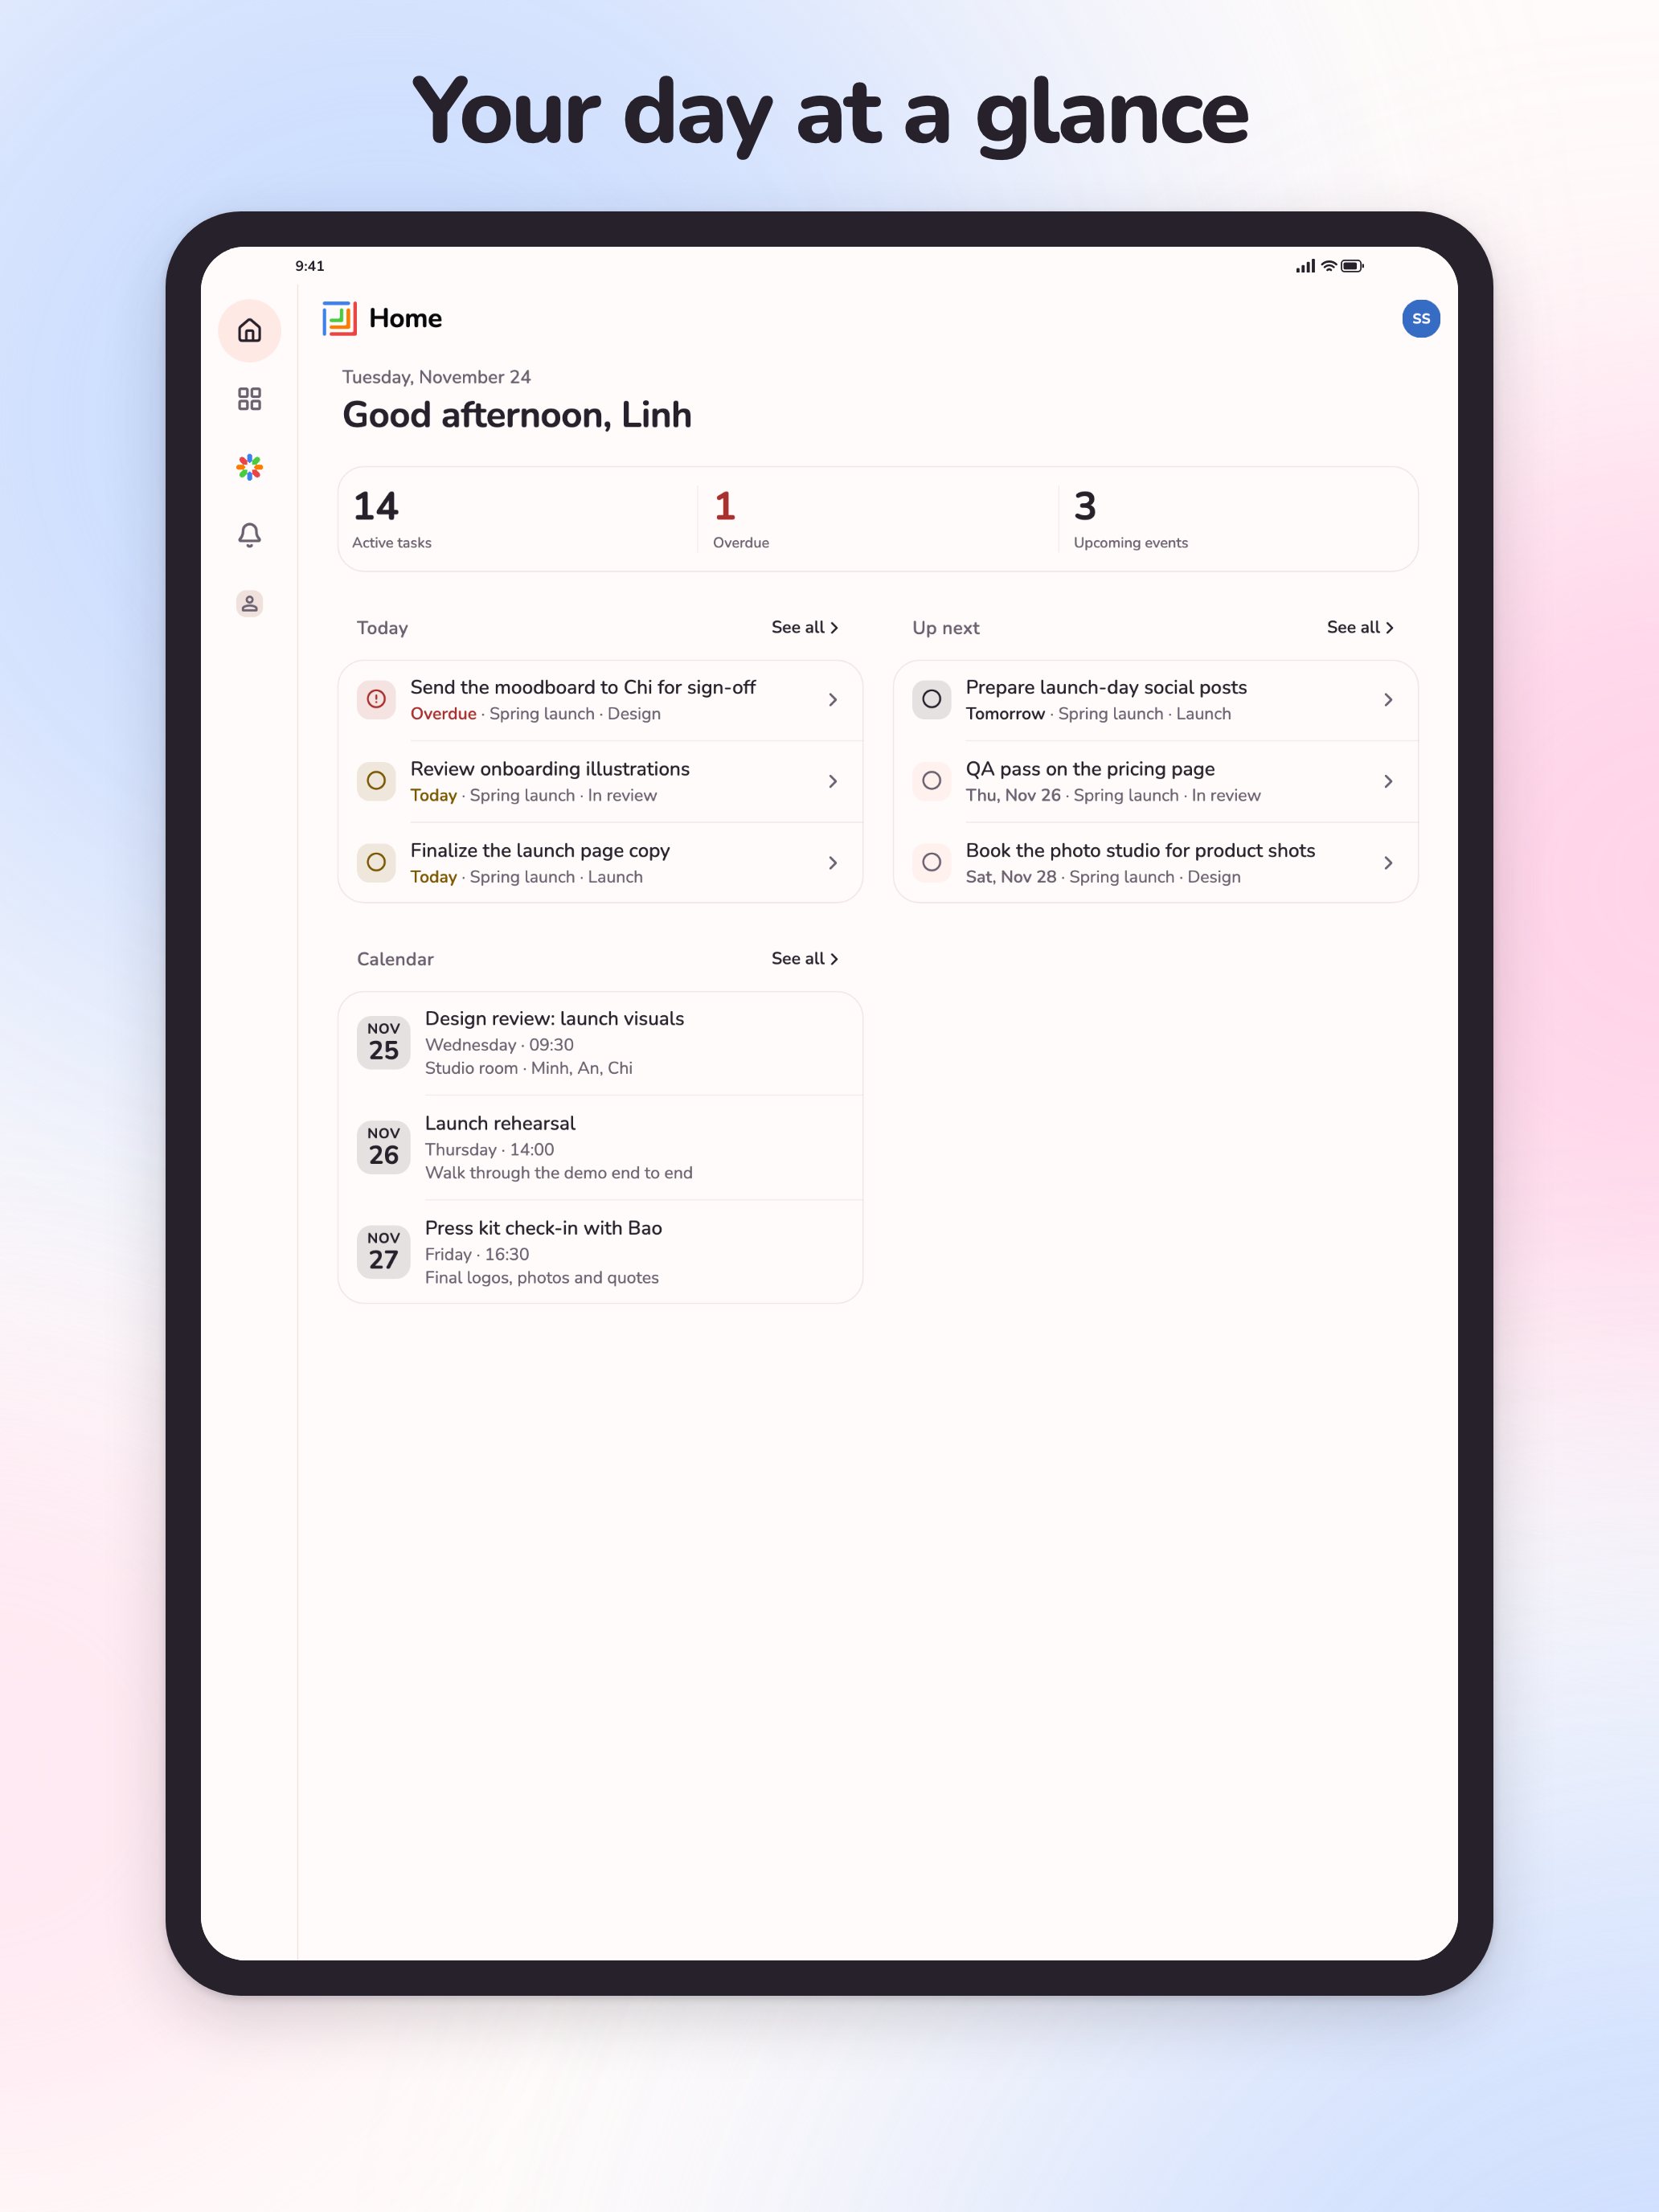 Your day at a glance
9:41
Home
SS
Tuesday, November 24
Good afternoon, Linh
14
Active tasks
1
Overdue
3
Upcoming events
Today
See all
Send the moodboard to Chi for sign-off
Overdue · Spring launch · Design
Review onboarding illustrations
Today · Spring launch · In review
Finalize the launch page copy
Today · Spring launch · Launch
Up next
See all
Prepare launch-day social posts
Tomorrow · Spring launch · Launch
QA pass on the pricing page
Thu, Nov 26 · Spring launch · In review
Book the photo studio for product shots
Sat, Nov 28 · Spring launch · Design
Calendar
See all
NOV
25
Design review: launch visuals
Wednesday · 09:30
Studio room · Minh, An, Chi
NOV
26
Launch rehearsal
Thursday · 14:00
Walk through the demo end to end
NOV
27
Press kit check-in with Bao
Friday · 16:30
Final logos, photos and quotes